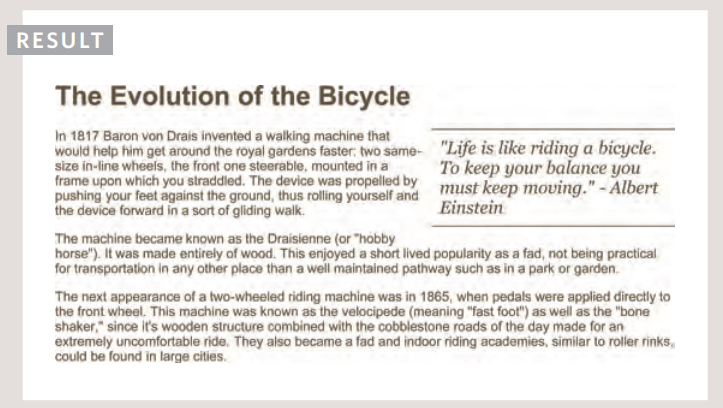 RESULT
The Evolution of the Bicycle
In 1817 Baron von Drais invented a walking machine that
would help him get around the royal gardens faster: two same-
size in-line wheels, the front one steerable, mounted in a
frame upon which you straddled. The device was propelled by
pushing your feet against the ground, thus rolling yourself and
the device forward in a sort of gliding walk.
"Life is like riding a bicycle.
To keep your balance you
must keep moving." - Albert
Einstein
The machine became known as the Draisienne (or "hobby
horse"). It was made entirely of wood. This enjoyed a short lived popularity as a fad, not being practical
for transportation in any other place than a well maintained pathway such as in a park or garden.
The next appearance of a two-wheeled riding machine was in 1865, when pedals were applied directly to
the front wheel. This machine was known as the velocipede (meaning "fast foot") as well as the "bone
shaker," since it's wooden structure combined with the cobblestone roads of the day made for an
extremely uncomfortable ride. They also became a fad and indoor riding academies, similar to roller rinks,
could be found in large cities.